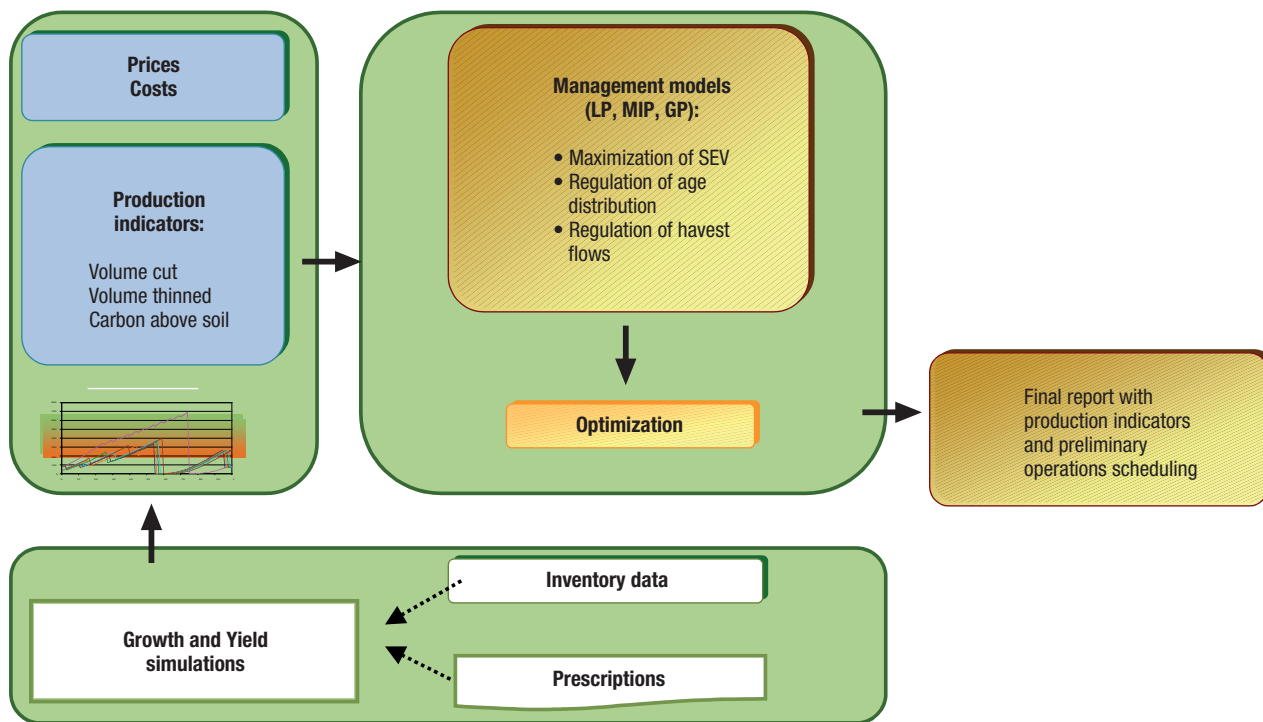 Prices
Costs
Production
indicators:
Volume cut
Volume thinned
Carbon above soil
Management models
(LP, MIP, GP):
• Maximization of SEV
• Regulation of age
distribution
• Regulation of havest
flows
Optimization
Final report with
production indicators
and preliminary
operations scheduling
Growth and Yield
simulations
Inventory data
Prescriptions